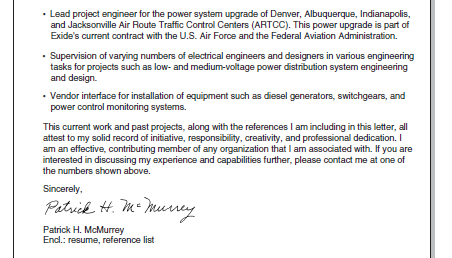 • Lead project engineer for the power system upgrade of Denver, Albuquerque, Indianapolis,
and Jacksonville Air Route Traffic Control Centers (ARTCC). This power upgrade is part of
Exide's current contract with the U.S. Air Force and the Federal Aviation Administration.
• Supervision of varying numbers of electrical engineers and designers in various engineering
tasks for projects such as low- and medium-voltage power distribution system engineering
and design.
• Vendor interface for installation of equipment such as diesel generators, switchgears, and
power control monitoring systems.
This current work and past projects, along with the references I am including in this letter, all
attest to my solid record of initiative, responsibility, creativity, and professional dedication. I
am an effective, contributing member of any organization that I am associated with. If you are
interested in discussing my experience and capabilities further, please contact me at one of
the numbers shown above.
Sincerely,
Patrick H. McMurrey
Patrick H. McMurrey
Encl.: resume, reference list